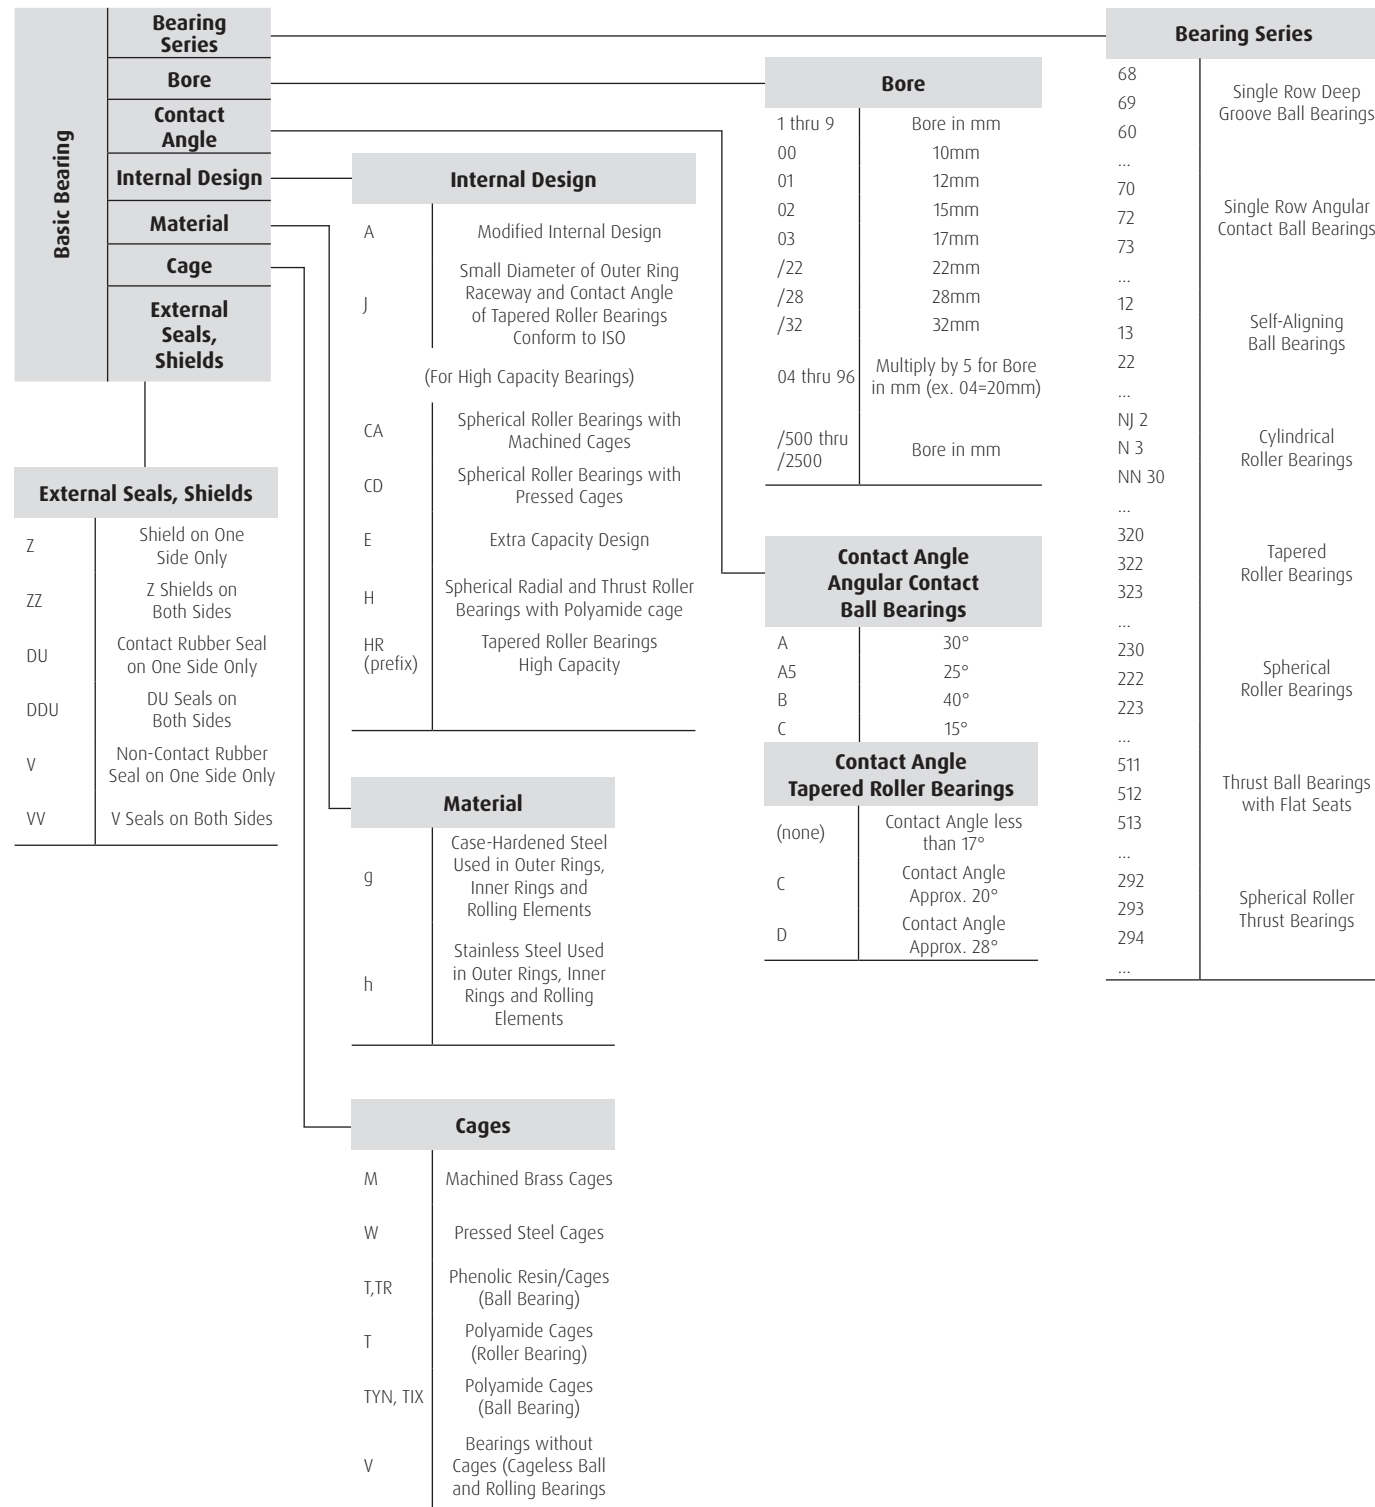 Basic Bearing
Bearing
Series
Bore
Contact
Angle
Internal Design
Material
Cage
External
Seals,
Shields
External Seals, Shields
Z
Shield on One
Side Only
ZZ
Z Shields on
Both Sides
DU
Contact Rubber Seal
on One Side Only
DDU
DU Seals on
Both Sides
V
Non-Contact Rubber
Seal on One Side Only
VV
V Seals on Both Sides
Internal Design
A
Modified Internal Design
J
Small Diameter of Outer Ring
Raceway and Contact Angle
of Tapered Roller Bearings
Conform to ISO
(For High Capacity Bearings)
CA
Spherical Roller Bearings with
Machined Cages
CD
Spherical Roller Bearings with
Pressed Cages
E
Extra Capacity Design
H
Spherical Radial and Thrust Roller
Bearings with Polyamide cage
HR
(prefix)
Tapered Roller Bearings
High Capacity
Material
g
Case-Hardened Steel
Used in Outer Rings,
Inner Rings and
Rolling Elements
h
Stainless Steel Used
in Outer Rings, Inner
Rings and Rolling
Elements
Cages
M
Machined Brass Cages
W
Pressed Steel Cages
T,TR
Phenolic Resin/Cages
(Ball Bearing)
T
Polyamide Cages
(Roller Bearing)
TYN, TIX
Polyamide Cages
(Ball Bearing)
V
Bearings without
Cages (Cageless Ball
and Rolling Bearings
Bore
1 thru 9
Bore in mm
00
10mm
01
12mm
02
15mm
03
17mm
/22
22mm
/28
28mm
/32
32mm
04 thru 96
Multiply by 5 for Bore
in mm (ex. 04=20mm)
/500 thru
/2500
Bore in mm
Contact Angle
Angular Contact
Ball Bearings
A
30°
A5
25°
B
40°
C
15°
Contact Angle
Tapered Roller Bearings
(none)
Contact Angle less
than 17°
C
Contact Angle
Approx. 20°
D
Contact Angle
Approx. 28°
Bearing Series
68
69
60
...
Single Row Deep
Groove Ball Bearings
70
72
73
...
Single Row Angular
Contact Ball Bearings
12
13
22
...
Self-Aligning
Ball Bearings
NJ 2
N 3
NN 30
...
Cylindrical
Roller Bearings
320
322
323
...
Tapered
Roller Bearings
230
222
223
...
Spherical
Roller Bearings
511
512
513
...
Thrust Ball Bearings
with Flat Seats
292
293
294
...
Spherical Roller
Thrust Bearings